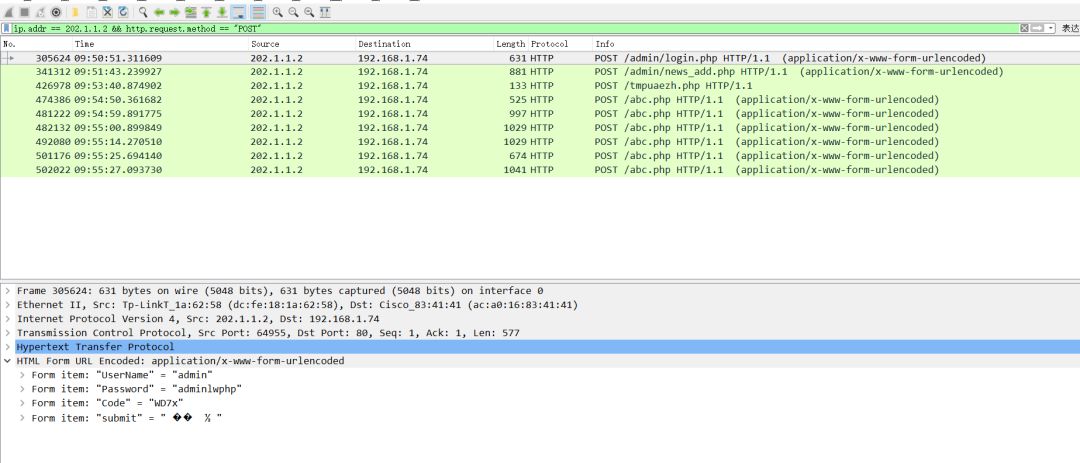 ip.addr == 202.1.1.2 && http.request.method == "POST" 表达
No. Time Source Destination Length Protocol Info
305624 09:50:51.311609 202.1.1.2 192.168.1.74 631 HTTP POST /admin/login.php HTTP/1.1 (application/x-www-form-urlencoded)
341312 09:51:43.239927 202.1.1.2 192.168.1.74 881 HTTP POST /admin/news_add.php HTTP/1.1 (application/x-www-form-urlencoded)
426978 09:53:40.874902 202.1.1.2 192.168.1.74 133 HTTP POST /tmpuaezh.php HTTP/1.1
474386 09:54:50.361682 202.1.1.2 192.168.1.74 525 HTTP POST /abc.php HTTP/1.1 (application/x-www-form-urlencoded)
481222 09:54:59.891775 202.1.1.2 192.168.1.74 997 HTTP POST /abc.php HTTP/1.1 (application/x-www-form-urlencoded)
482132 09:55:00.899849 202.1.1.2 192.168.1.74 1029 HTTP POST /abc.php HTTP/1.1 (application/x-www-form-urlencoded)
492080 09:55:14.270510 202.1.1.2 192.168.1.74 1029 HTTP POST /abc.php HTTP/1.1 (application/x-www-form-urlencoded)
501176 09:55:25.694140 202.1.1.2 192.168.1.74 674 HTTP POST /abc.php HTTP/1.1 (application/x-www-form-urlencoded)
502022 09:55:27.093730 202.1.1.2 192.168.1.74 1041 HTTP POST /abc.php HTTP/1.1 (application/x-www-form-urlencoded)
Frame 305624: 631 bytes on wire (5048 bits), 631 bytes captured (5048 bits) on interface 0
Ethernet II, Src: Tp-LinkT_1a:62:58 (dc:fe:18:1a:62:58), Dst: Cisco_83:41:41 (ac:a0:16:83:41:41)
Internet Protocol Version 4, Src: 202.1.1.2, Dst: 192.168.1.74
Transmission Control Protocol, Src Port: 64955, Dst Port: 80, Seq: 1, Ack: 1, Len: 577
Hypertext Transfer Protocol
HTML Form URL Encoded: application/x-www-form-urlencoded
Form item: "UserName" = "admin"
Form item: "Password" = "adminlwphp"
Form item: "Code" = "WD7x"
Form item: "submit" = " �� ½ "